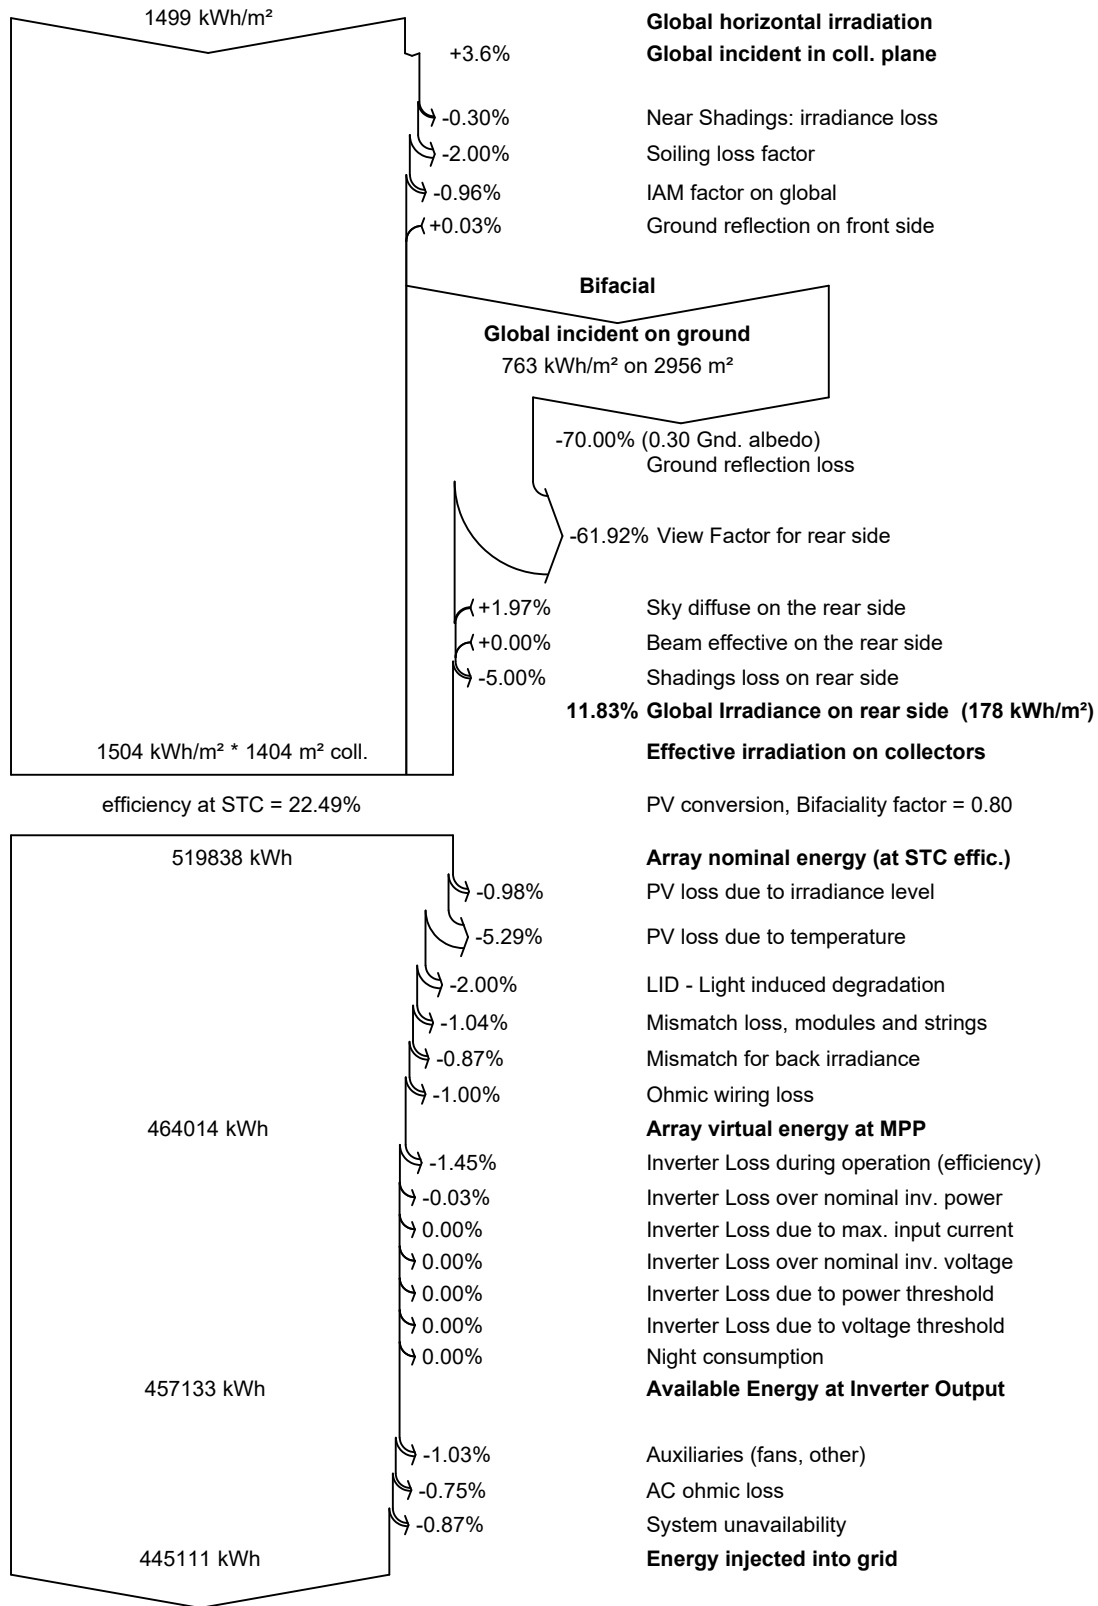 1499 kWh/m² Global horizontal irradiation
+3.6% Global incident in coll. plane
-0.30% Near Shadings: irradiance loss
-2.00% Soiling loss factor
-0.96% IAM factor on global
+0.03% Ground reflection on front side
Bifacial
Global incident on ground
763 kWh/m² on 2956 m²
-70.00% (0.30 Gnd. albedo)
Ground reflection loss
-61.92% View Factor for rear side
+1.97% Sky diffuse on the rear side
+0.00% Beam effective on the rear side
-5.00% Shadings loss on rear side
11.83% Global Irradiance on rear side (178 kWh/m²)
1504 kWh/m² * 1404 m² coll. Effective irradiation on collectors
efficiency at STC = 22.49% PV conversion, Bifaciality factor = 0.80
519838 kWh Array nominal energy (at STC effic.)
-0.98% PV loss due to irradiance level
-5.29% PV loss due to temperature
-2.00% LID - Light induced degradation
-1.04% Mismatch loss, modules and strings
-0.87% Mismatch for back irradiance
-1.00% Ohmic wiring loss
464014 kWh Array virtual energy at MPP
-1.45% Inverter Loss during operation (efficiency)
-0.03% Inverter Loss over nominal inv. power
0.00% Inverter Loss due to max. input current
0.00% Inverter Loss over nominal inv. voltage
0.00% Inverter Loss due to power threshold
0.00% Inverter Loss due to voltage threshold
0.00% Night consumption
457133 kWh Available Energy at Inverter Output
-1.03% Auxiliaries (fans, other)
-0.75% AC ohmic loss
-0.87% System unavailability
445111 kWh Energy injected into grid